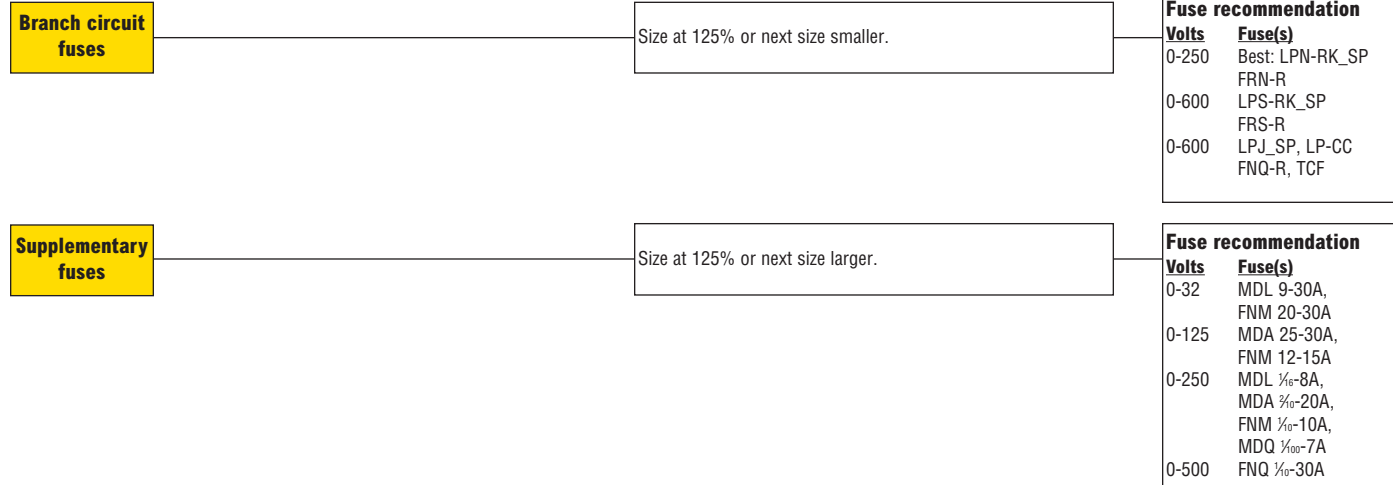 Branch circuit
fuses
Size at 125% or next size smaller.
Fuse recommendation
Volts Fuse(s)
0-250 Best: LPN-RK_SP
FRN-R
0-600 LPS-RK_SP
FRS-R
0-600 LPJ_SP, LP-CC
FNQ-R, TCF
Supplementary
fuses
Size at 125% or next size larger.
Fuse recommendation
Volts Fuse(s)
0-32 MDL 9-30A,
FNM 20-30A
0-125 MDA 25-30A,
FNM 12-15A
0-250 MDL 1⁄16-8A,
MDA 2⁄10-20A,
FNM 1⁄10-10A,
MDQ 1⁄100-7A
0-500 FNQ 1⁄10-30A